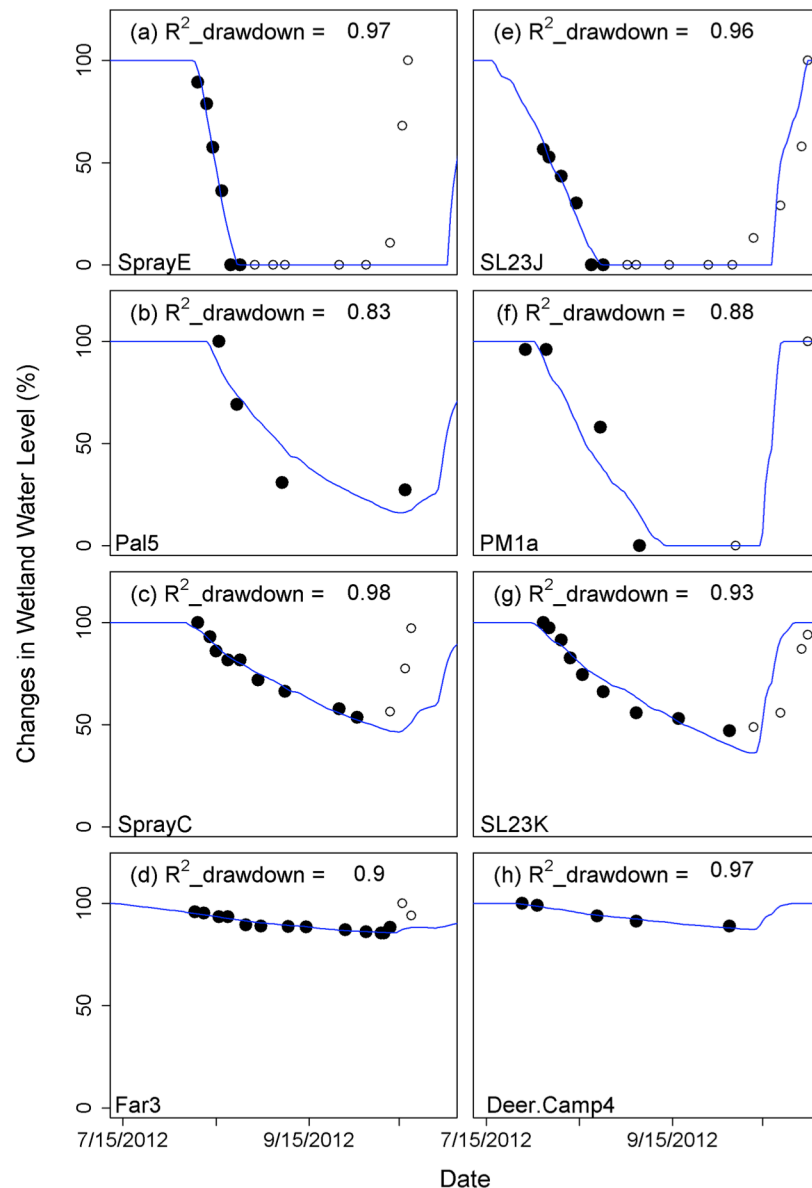 (a) R²_drawdown = 0.97
(e) R²_drawdown = 0.96
100
50
0
SprayE
SL23J
(b) R²_drawdown = 0.83
(f) R²_drawdown = 0.88
100
50
0
Pal5
PM1a
Changes in Wetland Water Level (%)
(c) R²_drawdown = 0.98
(g) R²_drawdown = 0.93
100
50
0
SprayC
SL23K
(d) R²_drawdown = 0.9
(h) R²_drawdown = 0.97
100
50
0
Far3
Deer.Camp4
7/15/2012 9/15/2012 7/15/2012 9/15/2012
Date